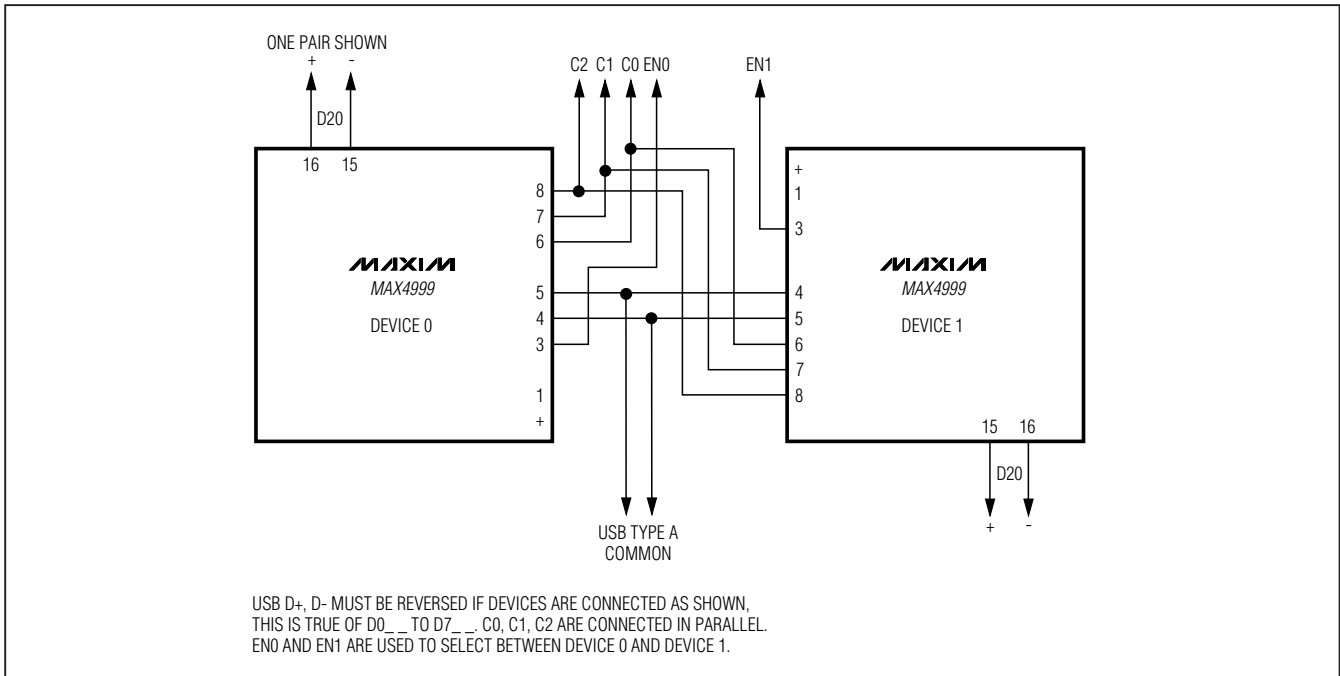 ONE PAIR SHOWN
+ -
D20
16 15
C2 C1 C0 EN0 EN1
8
7
6
5
4
3
1
+
MAXIM
MAX4999
DEVICE 0
+
1
3
4
5
6
7
8
MAXIM
MAX4999
DEVICE 1
15 16
D20
+ -
USB TYPE A
COMMON
USB D+, D- MUST BE REVERSED IF DEVICES ARE CONNECTED AS SHOWN,
THIS IS TRUE OF D0_ _ TO D7_ _. C0, C1, C2 ARE CONNECTED IN PARALLEL.
EN0 AND EN1 ARE USED TO SELECT BETWEEN DEVICE 0 AND DEVICE 1.